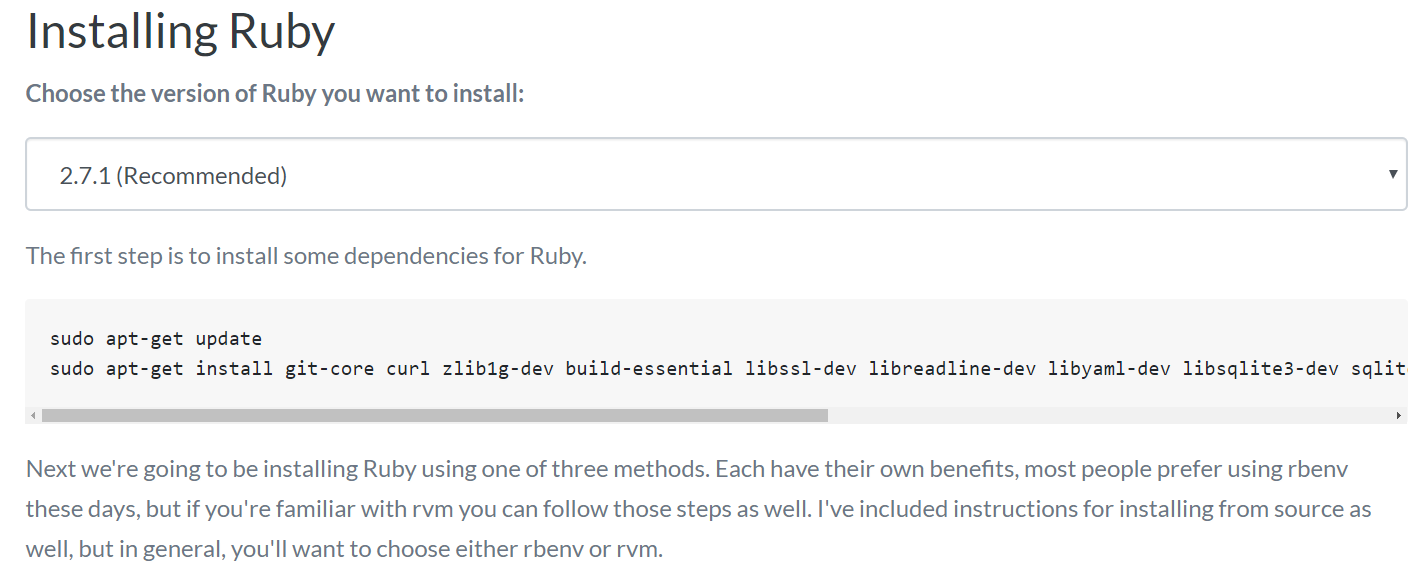 Installing Ruby
Choose the version of Ruby you want to install:
2.7.1 (Recommended)
The first step is to install some dependencies for Ruby.
sudo apt-get update
sudo apt-get install git-core curl zlib1g-dev build-essential libssl-dev libreadline-dev libyaml-dev libsqlite3-dev
Next we're going to be installing Ruby using one of three methods. Each have their own benefits, most people prefer using rbenv
these days, but if you're familiar with rvm you can follow those steps as well. I've included instructions for installing from source as
well, but in general, you'll want to choose either rbenv or rvm.